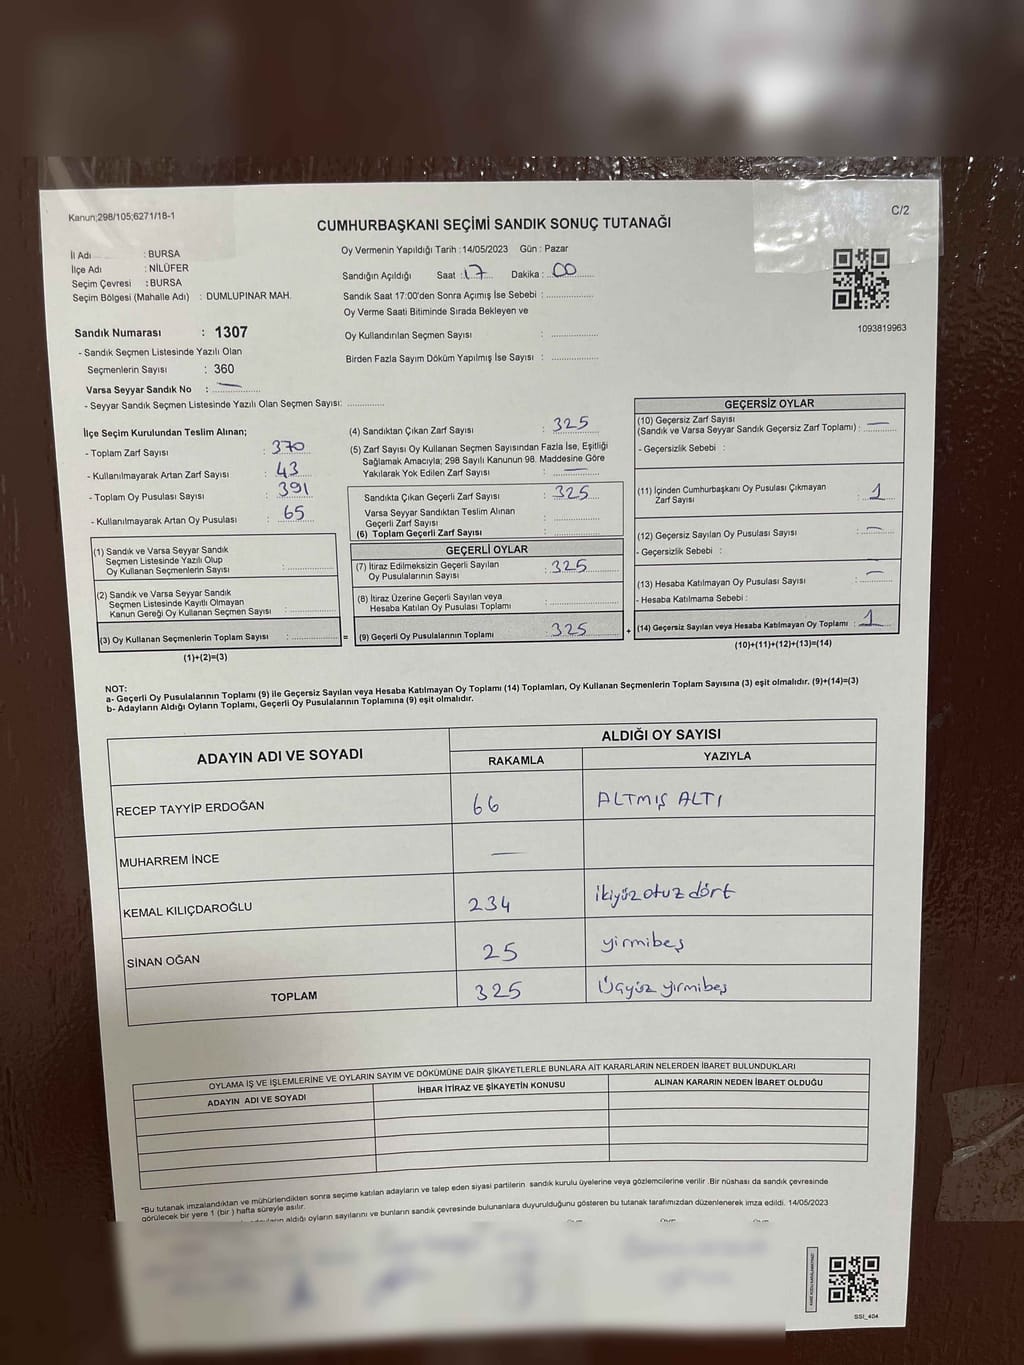 Kanun;298/105;6271/18-1
C/2
CUMHURBAŞKANI SEÇİMİ SANDIK SONUÇ TUTANAĞI
İl Adı : BURSA
İlçe Adı : NİLÜFER
Seçim Çevresi : BURSA
Seçim Bölgesi (Mahalle Adı) : DUMLUPINAR MAH.
Oy Vermenin Yapıldığı Tarih : 14/05/2023 Gün : Pazar
Sandığın Açıldığı Saat : 17 Dakika : 00
Sandık Saat 17:00'den Sonra Açımış İse Sebebi :
Oy Verme Saati Bitiminde Sırada Bekleyen ve
Oy Kullandırılan Seçmen Sayısı :
Birden Fazla Sayım Döküm Yapılmış İse Sayısı :
1093819963
Sandık Numarası : 1307
- Sandık Seçmen Listesinde Yazılı Olan
Seçmenlerin Sayısı : 360
Varsa Seyyar Sandık No : —
- Seyyar Sandık Seçmen Listesinde Yazılı Olan Seçmen Sayısı:
İlçe Seçim Kurulundan Teslim Alınan;
- Toplam Zarf Sayısı : 370
- Kullanılmayarak Artan Zarf Sayısı : 43
- Toplam Oy Pusulası Sayısı : 391
- Kullanılmayarak Artan Oy Pusulası : 65
(1) Sandık ve Varsa Seyyar Sandık
Seçmen Listesinde Yazılı Olup
Oy Kullanan Seçmenlerin Sayısı :
(2) Sandık ve Varsa Seyyar Sandık
Seçmen Listesinde Kayıtlı Olmayan
Kanun Gereği Oy Kullanan Seçmen Sayısı :
(3) Oy Kullanan Seçmenlerin Toplam Sayısı : =
(1)+(2)=(3)
(4) Sandıktan Çıkan Zarf Sayısı : 325
(5) Zarf Sayısı Oy Kullanan Seçmen Sayısından Fazla İse, Eşitliği
Sağlamak Amacıyla; 298 Sayılı Kanunun 98. Maddesine Göre
Yakılarak Yok Edilen Zarf Sayısı : —
Sandıkta Çıkan Geçerli Zarf Sayısı : 325
Varsa Seyyar Sandıktan Teslim Alınan
Geçerli Zarf Sayısı :
(6) Toplam Geçerli Zarf Sayısı :
GEÇERLİ OYLAR
(7) İtiraz Edilmeksizin Geçerli Sayılan
Oy Pusulalarının Sayısı : 325
(8) İtiraz Üzerine Geçerli Sayılan veya
Hesaba Katılan Oy Pusulası Toplamı :
(9) Geçerli Oy Pusulalarının Toplamı 325 +
GEÇERSİZ OYLAR
(10) Geçersiz Zarf Sayısı
(Sandık ve Varsa Seyyar Sandık Geçersiz Zarf Toplamı) : —
- Geçersizlik Sebebi :
(11) İçinden Cumhurbaşkanı Oy Pusulası Çıkmayan
Zarf Sayısı : 1
(12) Geçersiz Sayılan Oy Pusulası Sayısı : —
- Geçersizlik Sebebi :
(13) Hesaba Katılmayan Oy Pusulası Sayısı : —
- Hesaba Katılmama Sebebi :
(14) Geçersiz Sayılan veya Hesaba Katılmayan Oy Toplamı : 1
(10)+(11)+(12)+(13)=(14)
NOT:
a- Geçerli Oy Pusulalarının Toplamı (9) ile Geçersiz Sayılan veya Hesaba Katılmayan Oy Toplamı (14) Toplamları, Oy Kullanan Seçmenlerin Toplam Sayısına (3) eşit olmalıdır. (9)+(14)=(3)
b- Adayların Aldığı Oyların Toplamı, Geçerli Oy Pusulalarının Toplamına (9) eşit olmalıdır.
ADAYIN ADI VE SOYADI
ALDIĞI OY SAYISI
RAKAMLA YAZIYLA
RECEP TAYYİP ERDOĞAN 66 ALTMIŞ ALTI
MUHARREM İNCE —
KEMAL KILIÇDAROĞLU 234 ikiyüzotuz dört
SİNAN OĞAN 25 yirmibeş
TOPLAM 325 Üçyüz yirmibeş
OYLAMA İŞ VE İŞLEMLERİNE VE OYLARIN SAYIM VE DÖKÜMÜNE DAİR ŞİKAYETLERLE BUNLARA AİT KARARLARIN NELERDEN İBARET BULUNDUKLARI
ADAYIN ADI VE SOYADI İHBAR İTİRAZ VE ŞİKAYETİN KONUSU ALINAN KARARIN NEDEN İBARET OLDUĞU
*Bu tutanak imzalandıktan ve mühürlendikten sonra seçime katılan adayların ve talep eden siyasi partilerin sandık kurulu üyelerine veya gözlemcilerine verilir .Bir nüshası da sandık çevresinde
görülecek bir yere 1 (bir ) hafta süreyle asılır.
aldığı oyların sayılarını ve bunların sandık çevresinde bulunanlara duyurulduğunu gösteren bu tutanak tarafımızdan düzenlenerek imza edildi. 14/05/2023
SSI_404